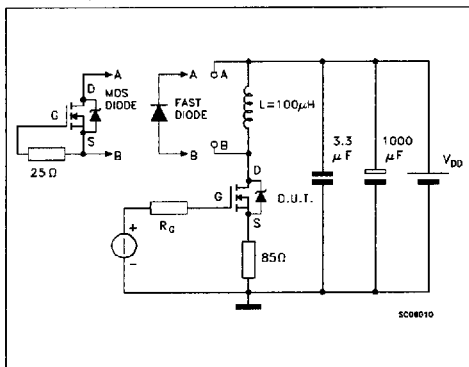 A
D
MOS
DIODE
G
S
B
25Ω
A
FAST
DIODE
B
A
L=100μH
B
D
G
D.U.T.
S
RG
85Ω
3.3
μF
1000
μF
VDD
+
-
SC06010